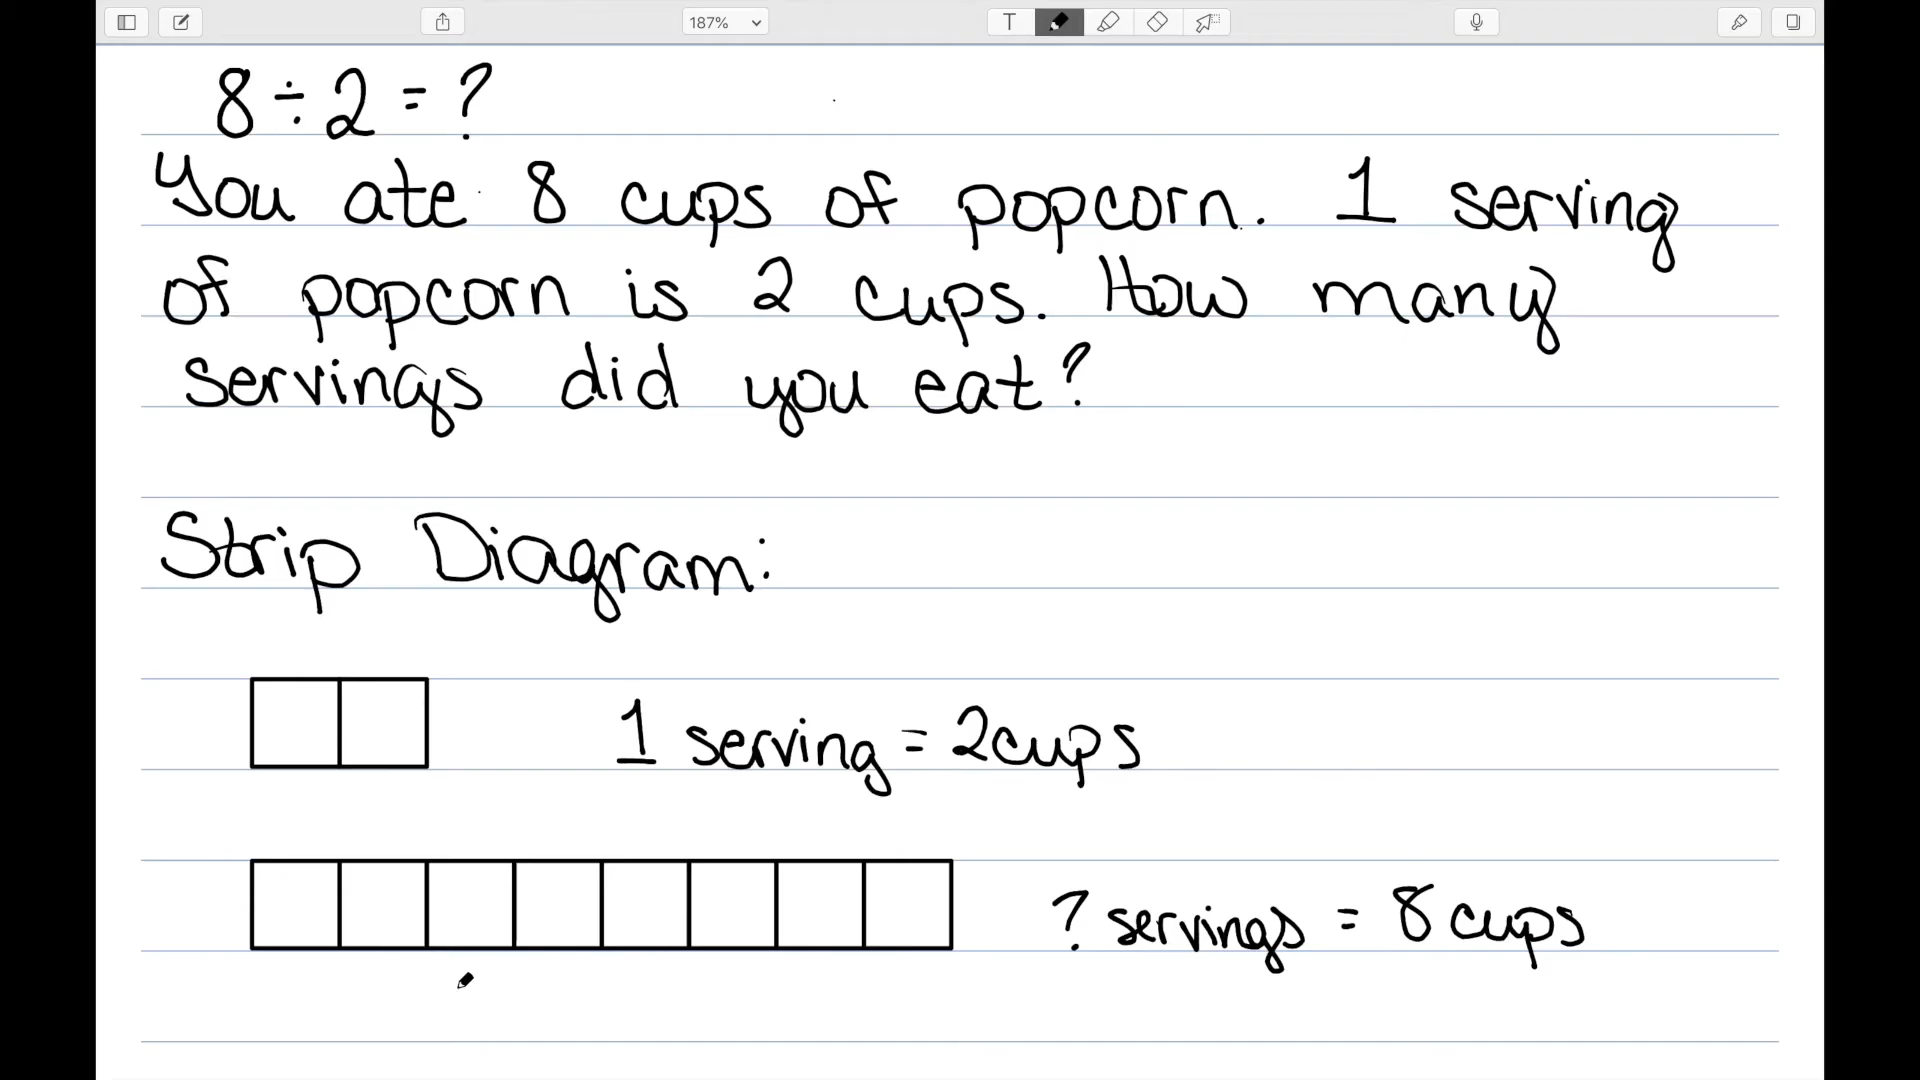 187%
T
8 ÷ 2 = ?
You ate 8 cups of popcorn. 1 serving
of popcorn is 2 cups. How many
servings did you eat?
Strip Diagram:
1 serving = 2cups
? servings = 8 cups